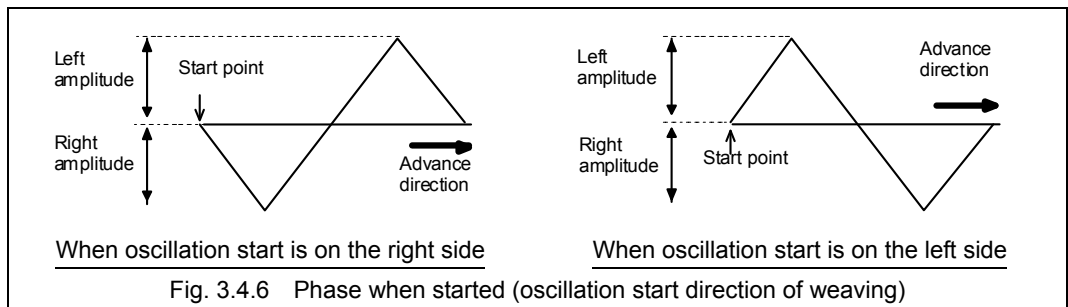 Left
amplitude
Start point
Right
amplitude
Advance
direction
When oscillation start is on the right side
Left
amplitude
Advance
direction
Right
amplitude
Start point
When oscillation start is on the left side
Fig. 3.4.6 Phase when started (oscillation start direction of weaving)